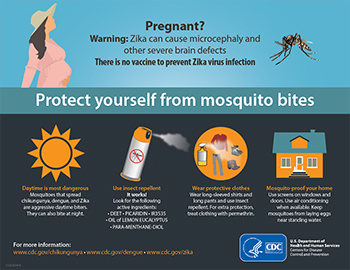 Pregnant?
Warning: Zika can cause microcephaly and
other severe brain defects
There is no vaccine to prevent Zika virus infection
Protect yourself from mosquito bites
Daytime is most dangerous
Mosquitoes that spread
chikungunya, dengue, and Zika
are aggressive daytime biters.
They can also bite at night.
Use insect repellent
It works!
Look for the following
active ingredients:
• DEET • PICARIDIN • IR3535
• OIL of LEMON EUCALYPTUS
• PARA-MENTHANE-DIOL
Wear protective clothes
Wear long-sleeved shirts and
long pants and use insect
repellent. For extra protection,
treat clothing with permethrin.
Mosquito-proof your home
Use screens on windows and
doors. Use air conditioning
when available. Keep
mosquitoes from laying eggs
near standing water.
For more information:
www.cdc.gov/chikungunya • www.cdc.gov/dengue • www.cdc.gov/zika
CDC
U.S. Department of
Health and Human Services
Centers for Disease
Control and Prevention